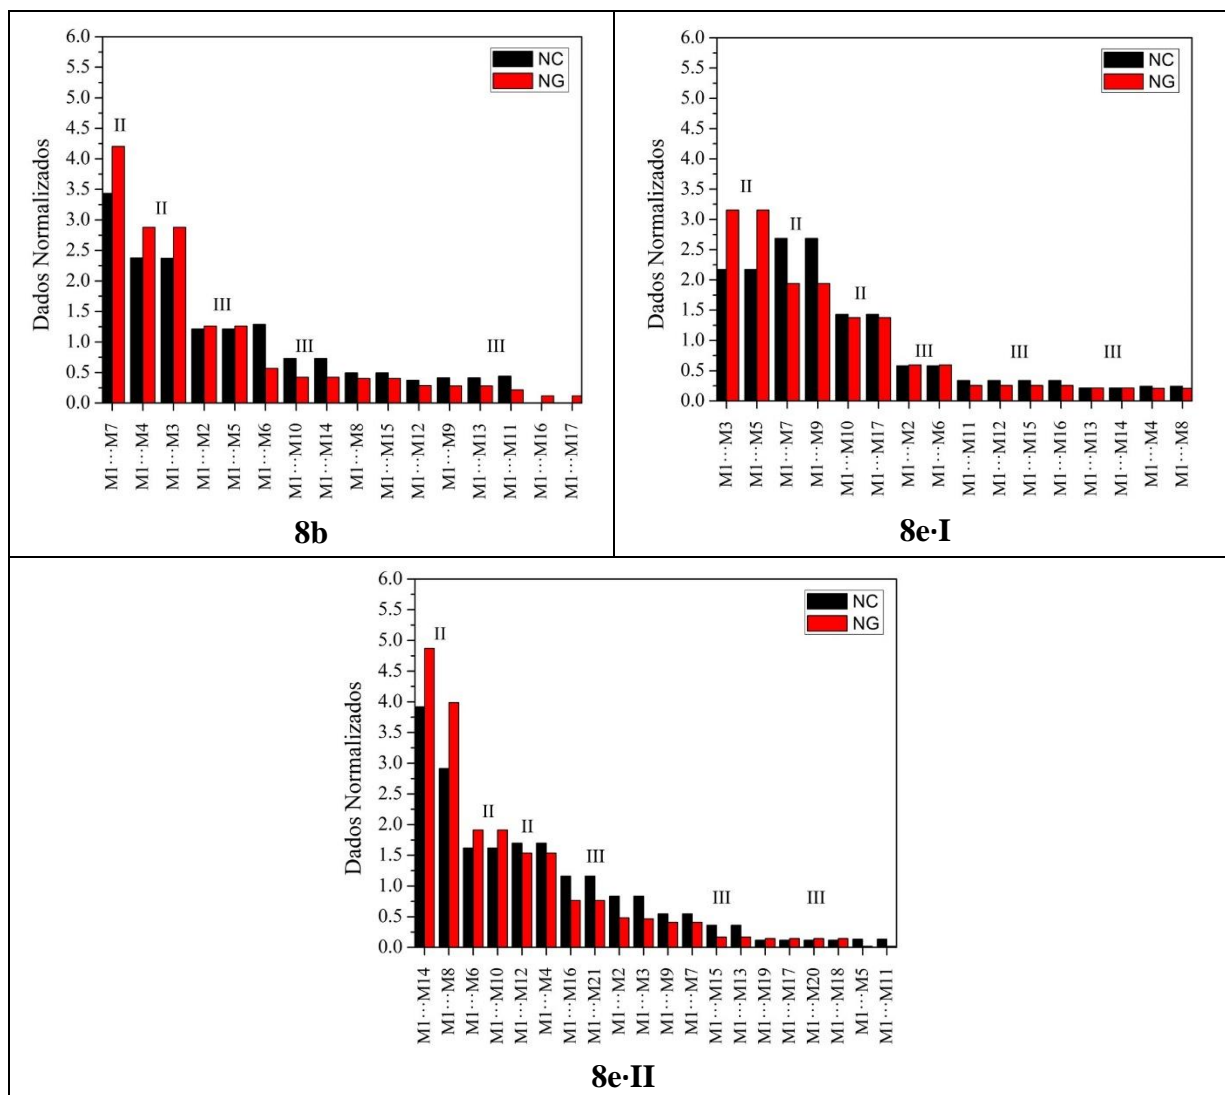 6.0
5.5
5.0
4.5
4.0
3.5
3.0
2.5
2.0
1.5
1.0
0.5
0.0
Dados Normalizados
NC
NG
II
II
III
III
III
M1···M7
M1···M4
M1···M3
M1···M2
M1···M5
M1···M6
M1···M10
M1···M14
M1···M8
M1···M15
M1···M12
M1···M9
M1···M13
M1···M11
M1···M16
M1···M17
8b
6.0
5.5
5.0
4.5
4.0
3.5
3.0
2.5
2.0
1.5
1.0
0.5
0.0
Dados Normalizados
NC
NG
II
II
II
III
III
III
M1···M3
M1···M5
M1···M7
M1···M9
M1···M10
M1···M17
M1···M2
M1···M6
M1···M11
M1···M12
M1···M15
M1···M16
M1···M13
M1···M14
M1···M4
M1···M8
8e·I
6.0
5.5
5.0
4.5
4.0
3.5
3.0
2.5
2.0
1.5
1.0
0.5
0.0
Dados Normalizados
NC
NG
II
II
II
III
III
III
M1···M14
M1···M8
M1···M6
M1···M10
M1···M12
M1···M4
M1···M16
M1···M21
M1···M2
M1···M3
M1···M9
M1···M7
M1···M15
M1···M13
M1···M19
M1···M17
M1···M20
M1···M18
M1···M5
M1···M11
8e·II